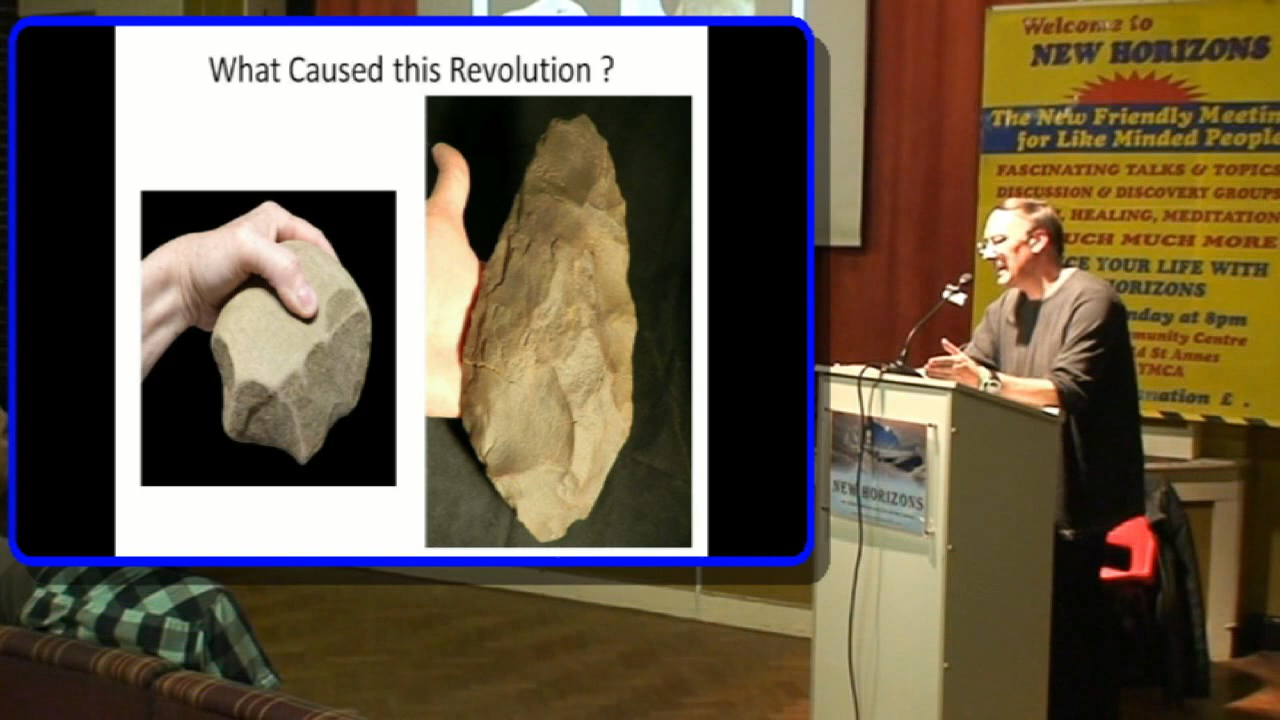 What Caused this Revolution ?
Welcome to
NEW HORIZONS
The New Friendly Meetin
for Like Minded People
FASCINATING TALKS & TOPICS
DISCUSSION & DISCOVERY GROUPS
, HEALING, MEDITATION
UCH MUCH MORE
CE YOUR LIFE WITH
HORIZONS
nday at 8pm
munity Centre
d St Annes
YMCA
nation £ .
NEW HORIZONS